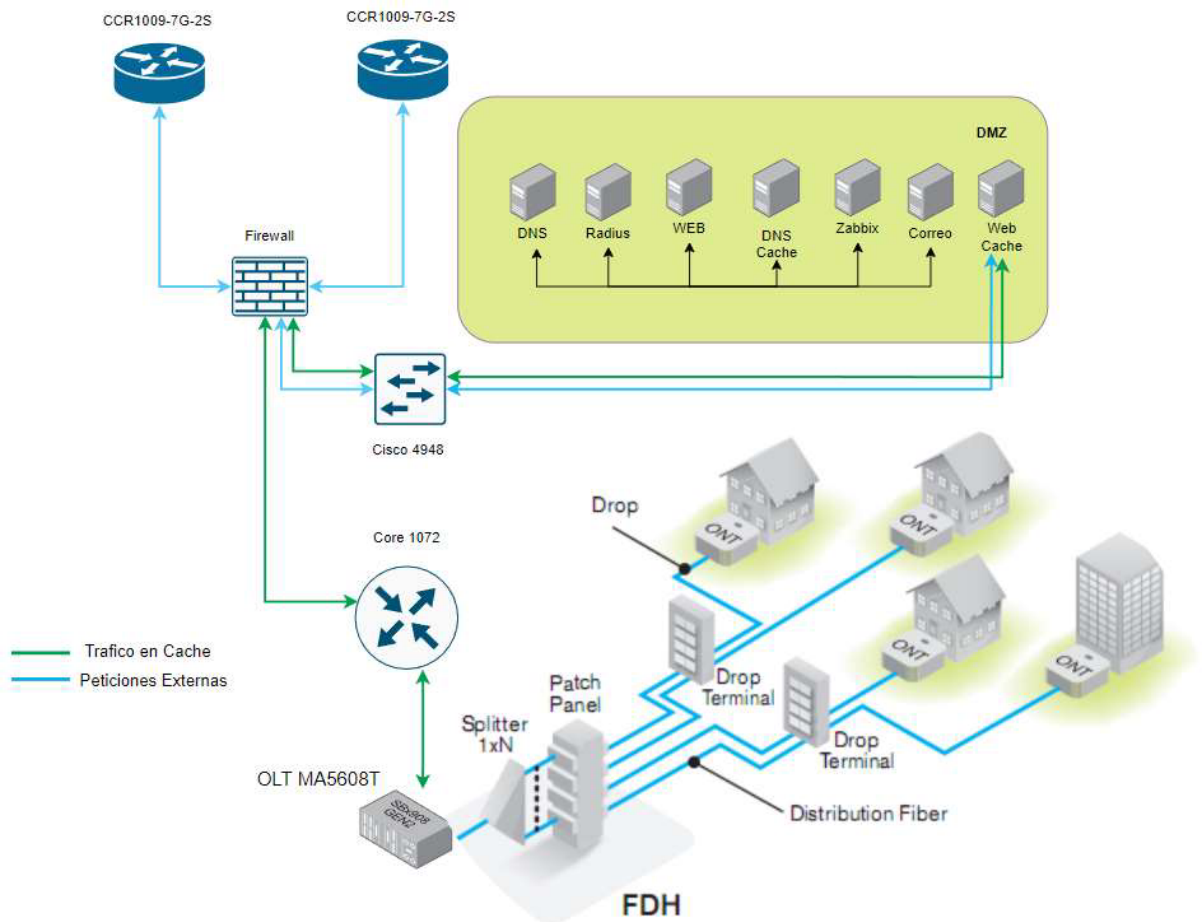 CCR1009-7G-2S
CCR1009-7G-2S
DMZ
DNS
Radius
WEB
DNS
Cache
Zabbix
Correo
Web
Cache
Firewall
Cisco 4948
Core 1072
Trafico en Cache
Peticiones Externas
OLT MA5608T
SBx908
GEN2
Splitter
1xN
Patch
Panel
Drop
Drop
Terminal
Drop
Terminal
Distribution Fiber
ONT
ONT
ONT
ONT
FDH